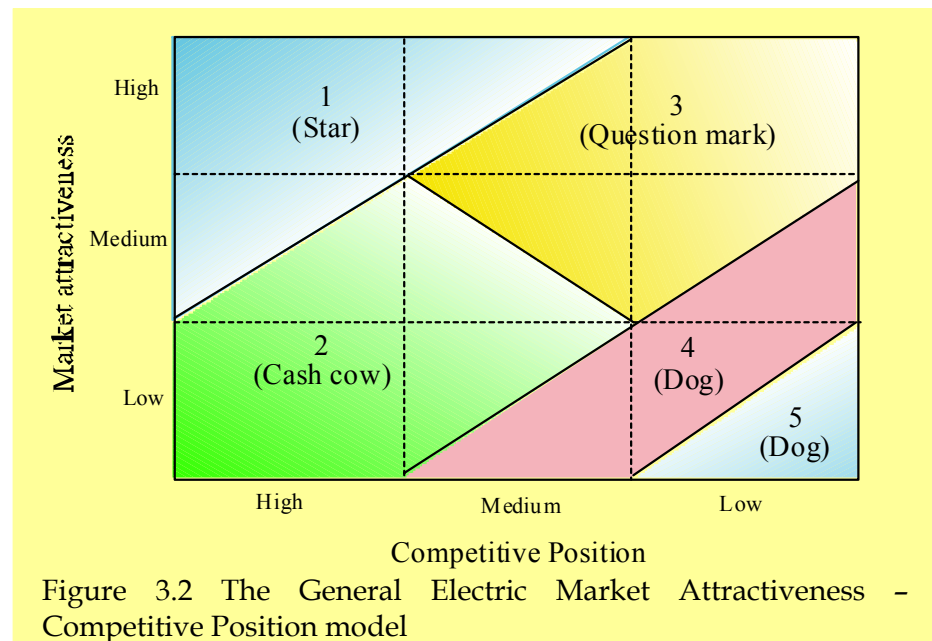 High
1
(Star)
3
(Question mark)
Market attractiveness
Medium
2
(Cash cow)
4
(Dog)
Low
5
(Dog)
High
Medium
Low
Competitive Position
Figure 3.2 The General Electric Market Attractiveness –
Competitive Position model